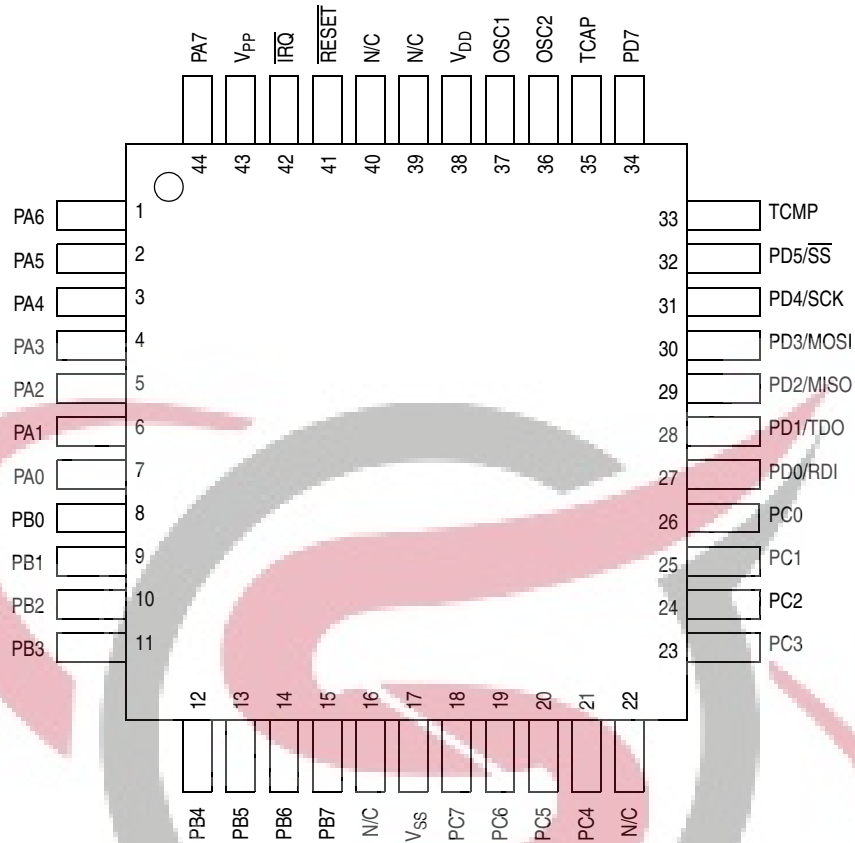 PA7 V_PP IRQ RESET N/C N/C V_DD OSC1 OSC2 TCAP PD7
44 43 42 41 40 39 38 37 36 35 34
PA6 1 33 TCMP
PA5 2 32 PD5/SS
PA4 3 31 PD4/SCK
PA3 4 30 PD3/MOSI
PA2 5 29 PD2/MISO
PA1 6 28 PD1/TDO
PA0 7 27 PD0/RDI
PB0 8 26 PC0
PB1 9 25 PC1
PB2 10 24 PC2
PB3 11 23 PC3
12 13 14 15 16 17 18 19 20 21 22
PB4 PB5 PB6 PB7 N/C V_SS PC7 PC6 PC5 PC4 N/C